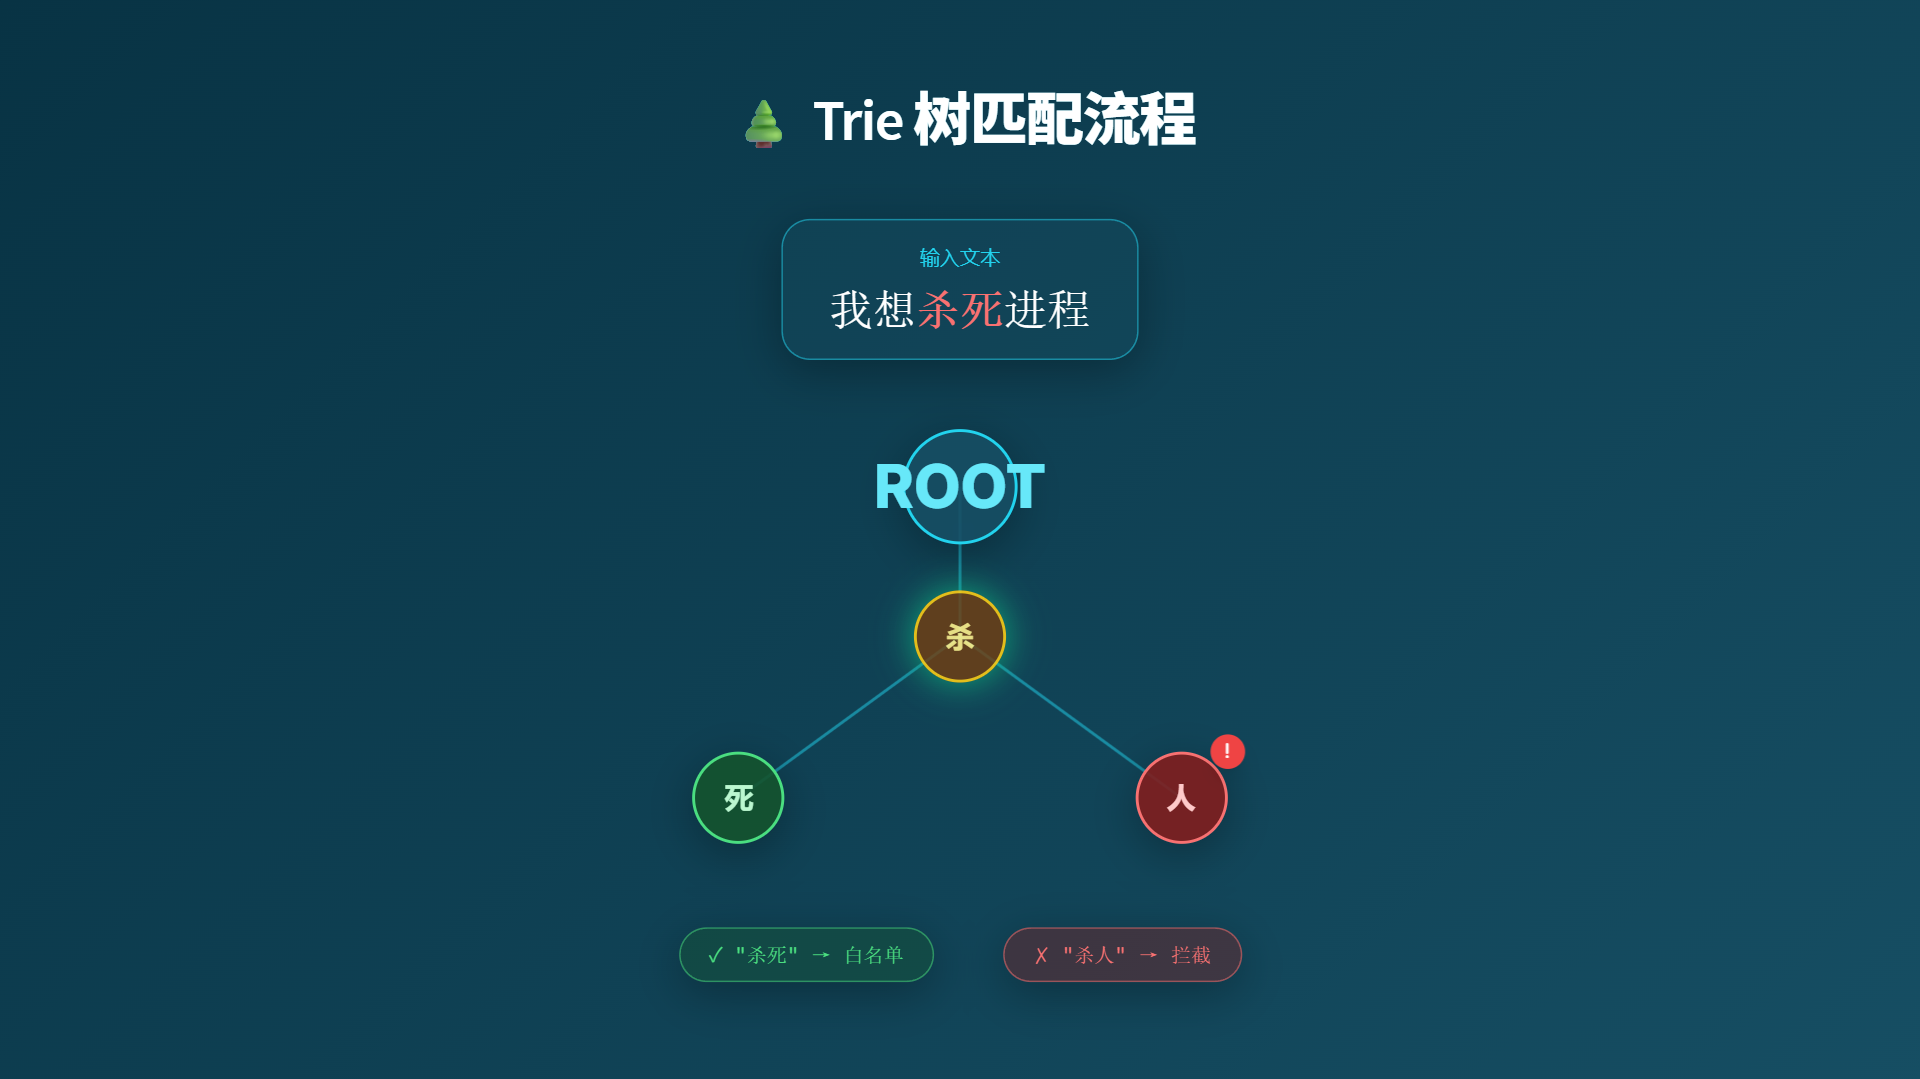 Trie 树匹配流程
输入文本
我想杀死进程
ROOT
杀
死
人
!
✓ "杀死" → 白名单
✗ "杀人" → 拦截